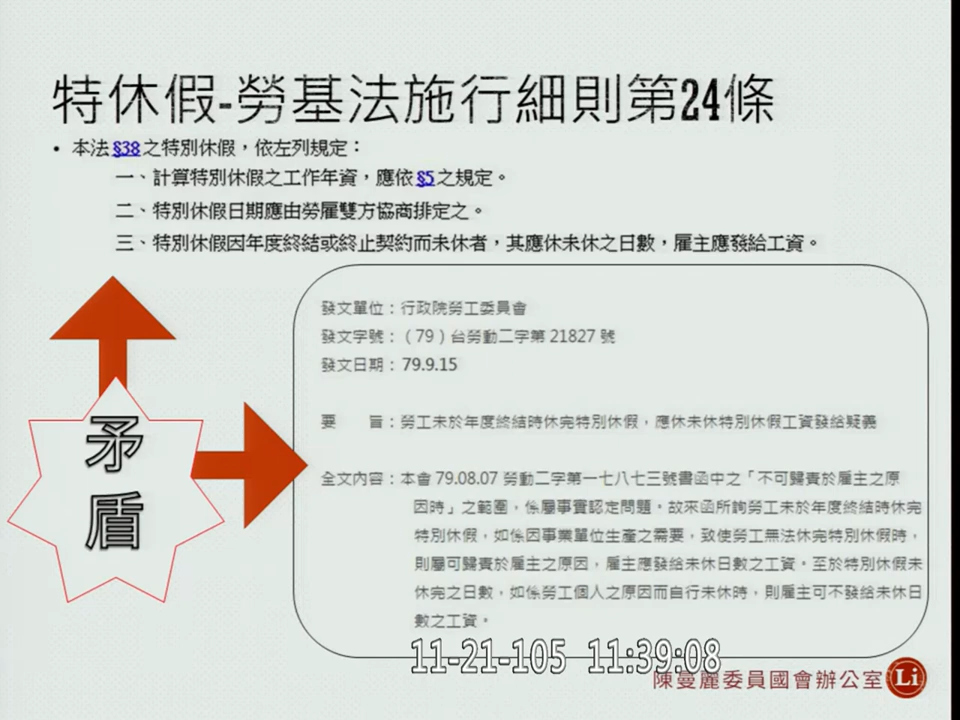 特休假-勞基法施行細則第24條
• 本法§38之特別休假，依左列規定：
一、計算特別休假之工作年資，應依§5之規定。
二、特別休假日期應由勞雇雙方協商排定之。
三、特別休假因年度終結或終止契約而未休者，其應休未休之日數，雇主應發給工資。
發文單位：行政院勞工委員會
發文字號：（79）台勞動二字第 21827 號
發文日期：79.9.15
要　　旨：勞工未於年度終結時休完特別休假，應休未休特別休假工資發給疑義
全文內容：本會 79.08.07 勞動二字第一七八七三號書函中之「不可歸責於雇主之原
因時」之範圍，係屬事實認定問題。故來函所詢勞工未於年度終結時休完
特別休假，如係因事業單位生產之需要，致使勞工無法休完特別休假時，
則屬可歸責於雇主之原因，雇主應發給未休日數之工資。至於特別休假未
休完之日數，如係勞工個人之原因而自行未休時，則雇主可不發給未休日
數之工資。
矛
盾
11-21-105 11:39:08
陳曼麗委員國會辦公室 Li